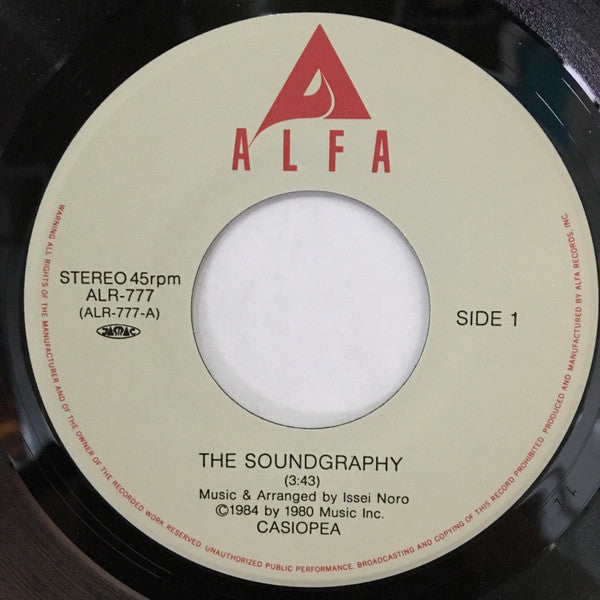 ALFA
STEREO 45rpm
ALR-777
(ALR-777-A)
JASRAC
SIDE 1
THE SOUNDGRAPHY
(3:43)
Music & Arranged by Issei Noro
©1984 by 1980 Music Inc.
CASIOPEA
WARNING ALL RIGHTS OF THE MANUFACTURER AND OF THE OWNER OF THE RECORDED WORK RESERVED. UNAUTHORIZED PUBLIC PERFORMANCE, BROADCASTING AND COPYING OF THIS RECORD PROHIBITED. PRODUCED AND MANUFACTURED BY ALFA RECORDS, INC.